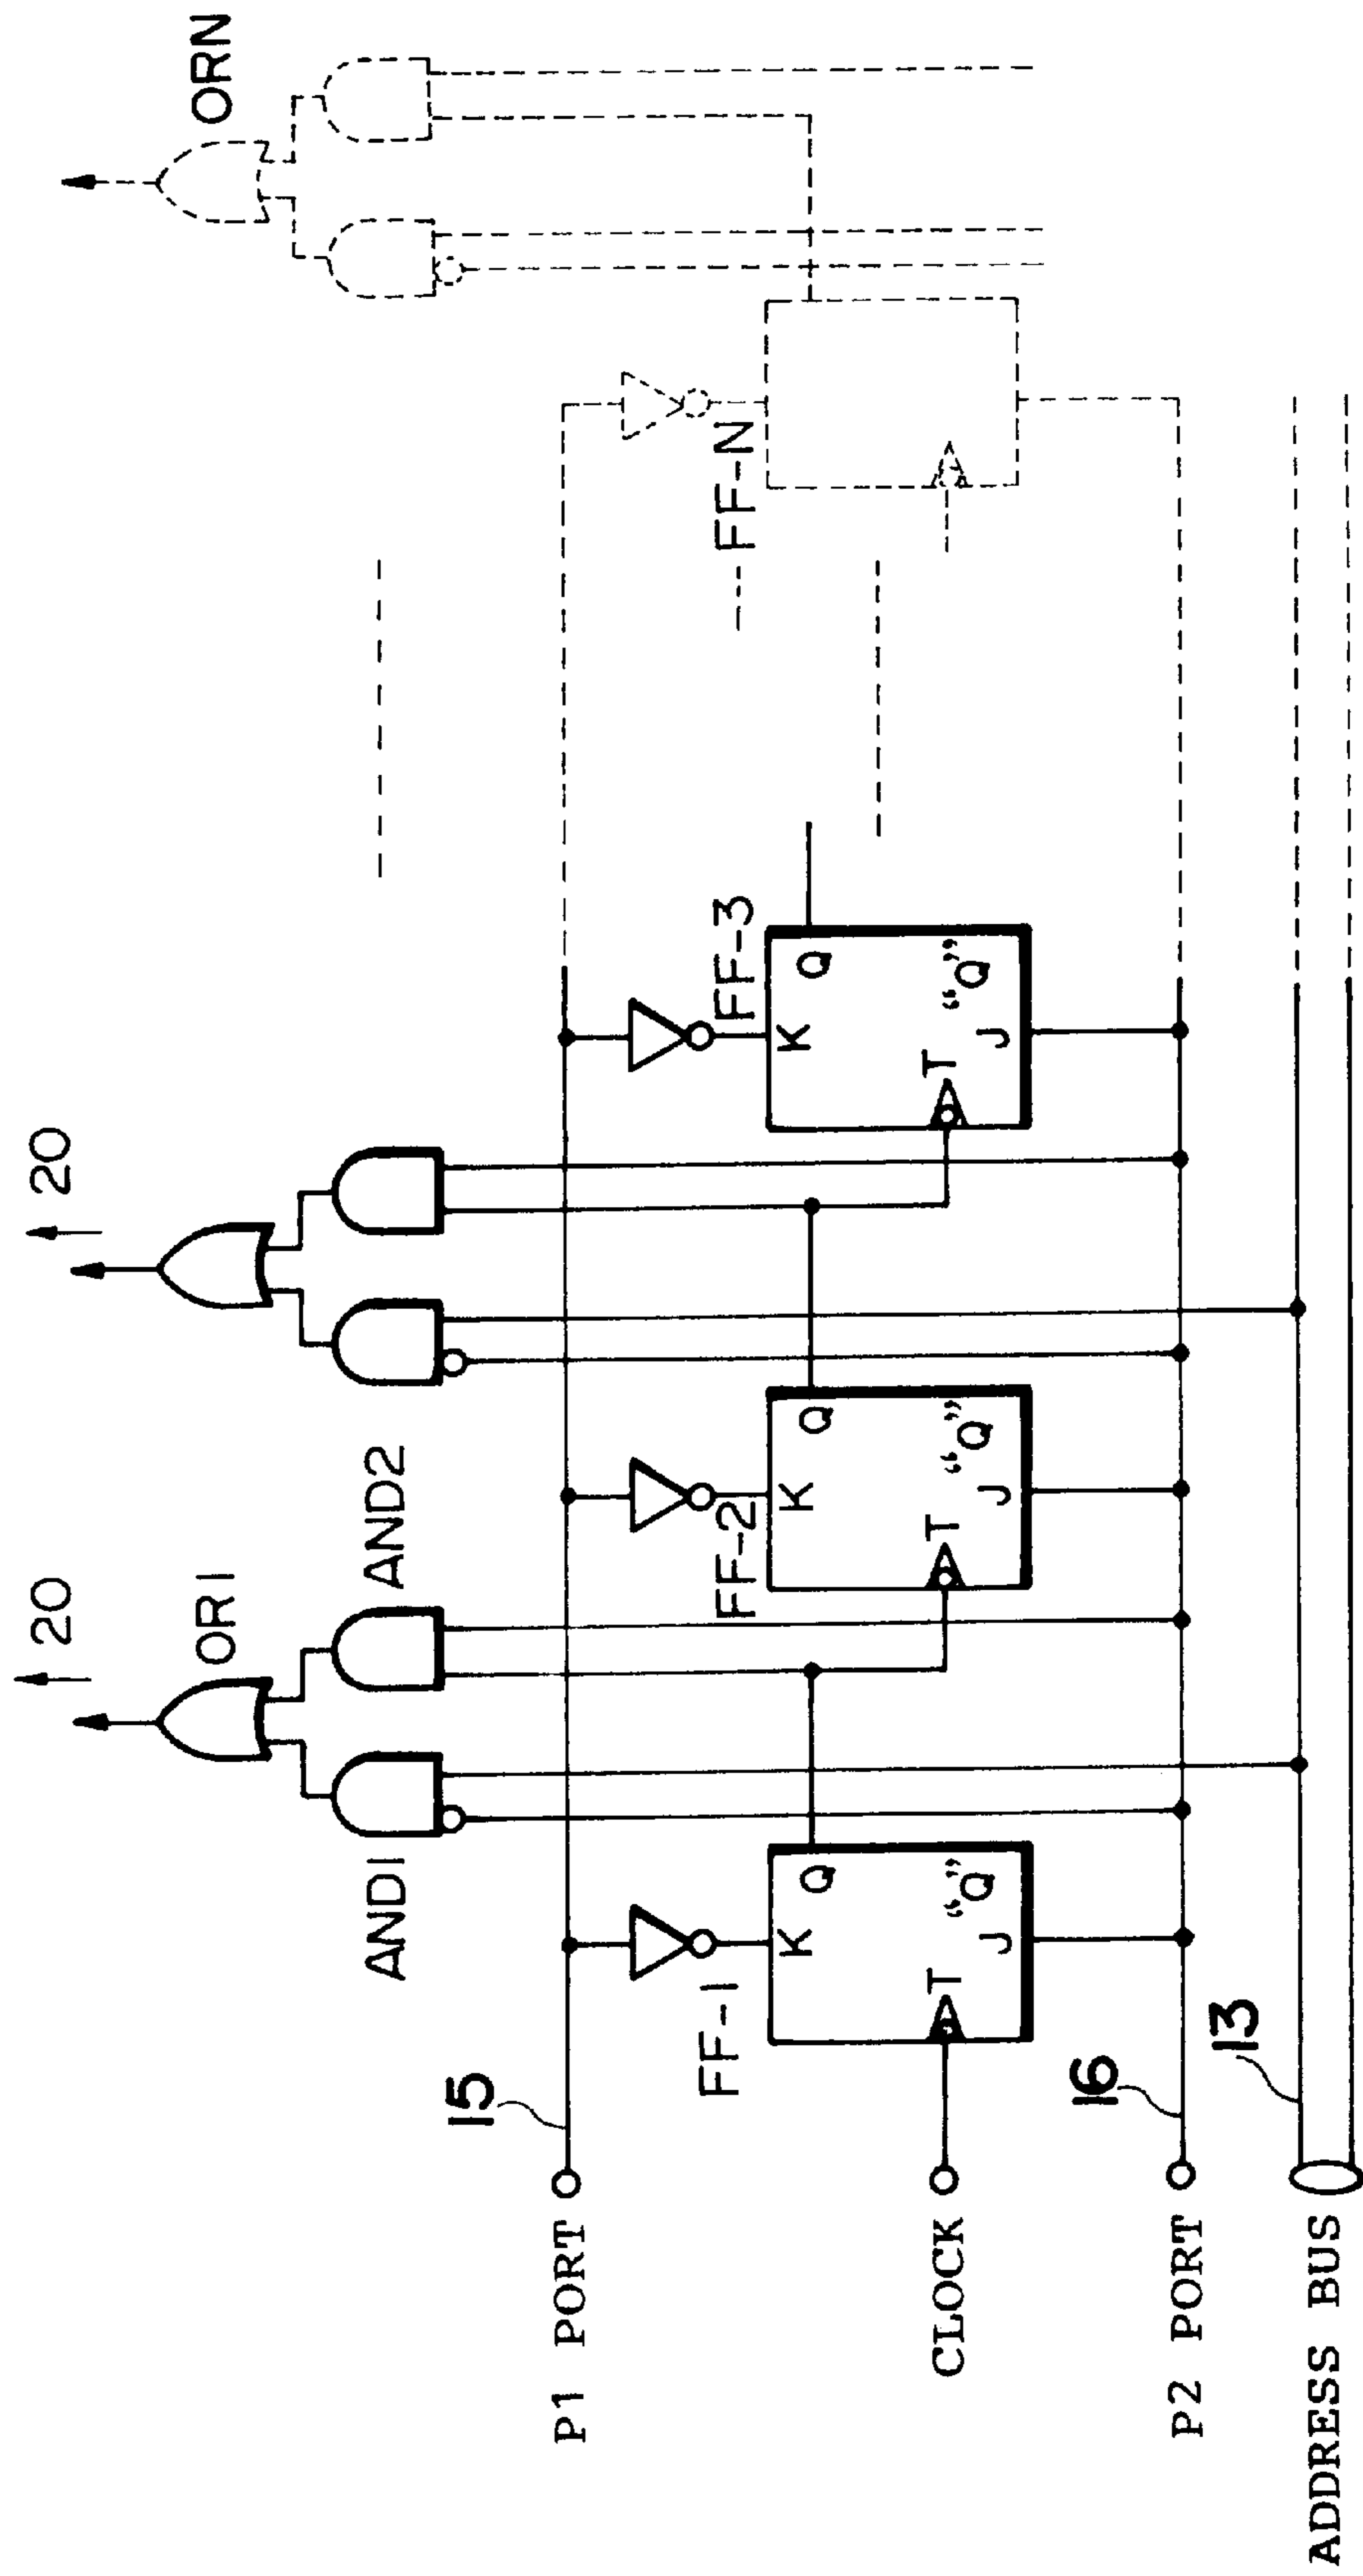 20
20
ORN
OR1
AND1
AND2
15
P1 PORT
FF-1
FF-2
FF-3
FF-N
K
Q
K
Q
K
Q
CLOCK
T
J
“Q”
T
J
“Q”
T
J
“Q”
16
P2 PORT
13
ADDRESS BUS